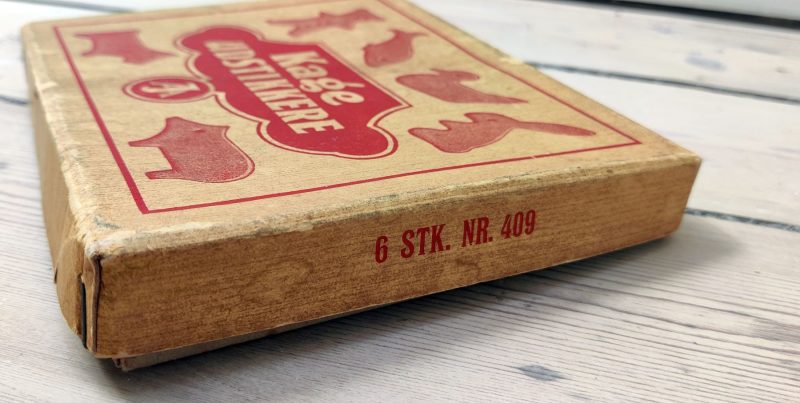 Kage
UDSTIKKERE
A
6 STK. NR. 409